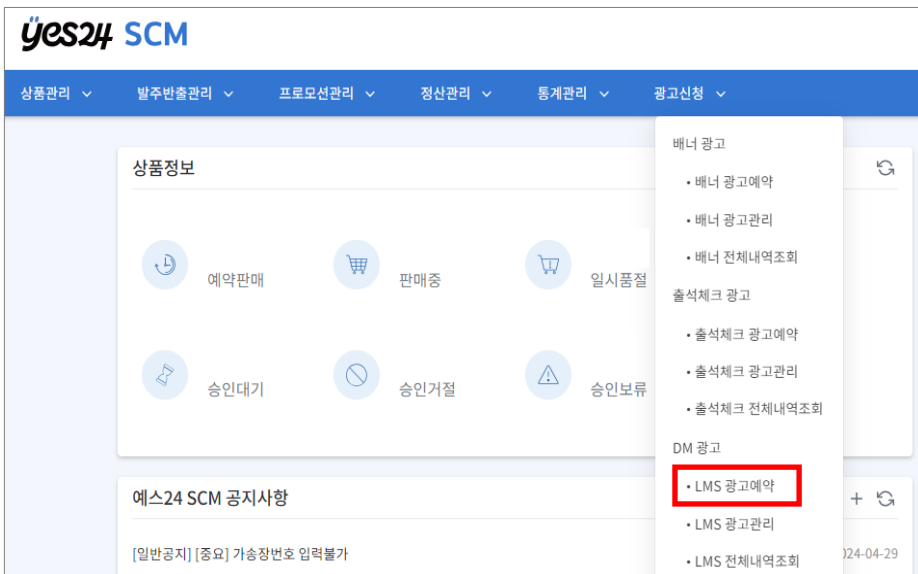 yes24 SCM
상품관리 발주반출관리 프로모션관리 정산관리 통계관리 광고신청
배너 광고
• 배너 광고예약
• 배너 광고관리
• 배너 전체내역조회
출석체크 광고
• 출석체크 광고예약
• 출석체크 광고관리
• 출석체크 전체내역조회
DM 광고
• LMS 광고예약
• LMS 광고관리
• LMS 전체내역조회
상품정보
예약판매 판매중 일시품절
승인대기 승인거절 승인보류
예스24 SCM 공지사항 +
[일반공지] [중요] 가송장번호 입력불가 024-04-29